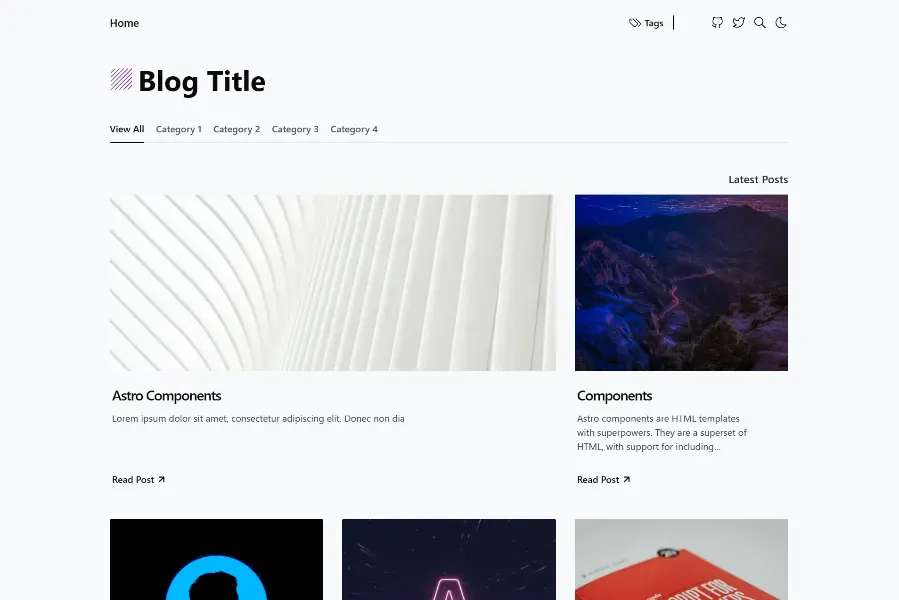 Home
Tags
Blog Title
View All Category 1 Category 2 Category 3 Category 4
Latest Posts
Astro Components
Lorem ipsum dolor sit amet, consectetur adipiscing elit. Donec non dia
Read Post
Components
Astro components are HTML templates
with superpowers. They are a superset of
HTML, with support for including...
Read Post
A